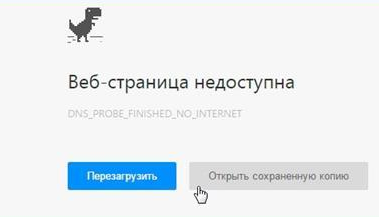 Веб-страница недоступна
DNS_PROBE_FINISHED_NO_INTERNET
Перезагрузить
Открыть сохраненную копию